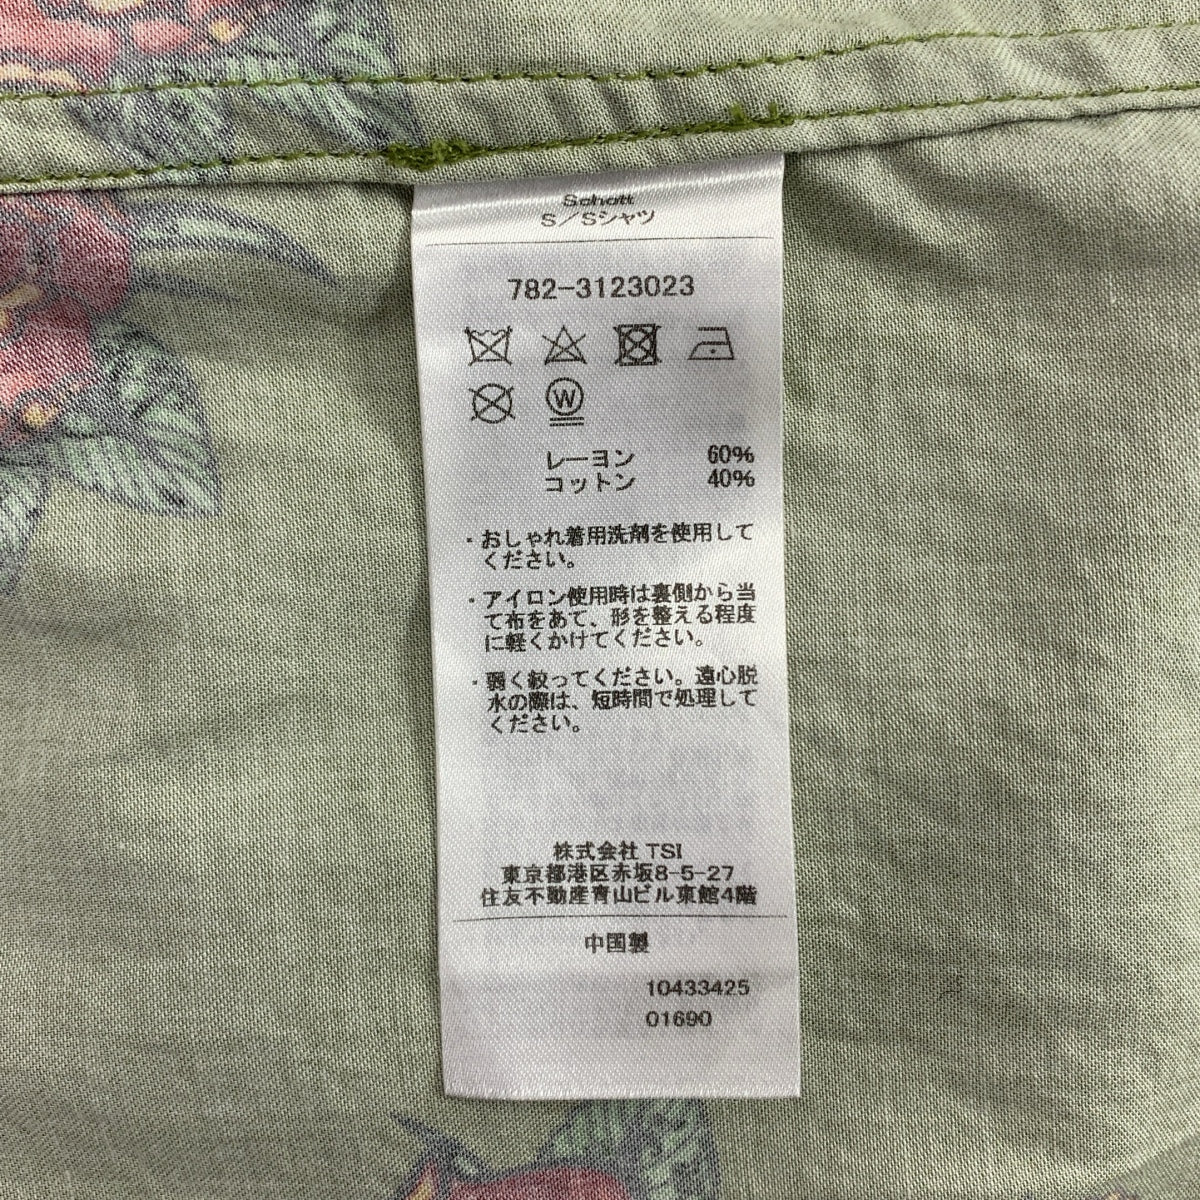 Schott
S／Sシャツ
782-3123023
W
レーヨン 60%
コットン 40%
・おしゃれ着用洗剤を使用して
ください。
・アイロン使用時は裏側から当
て布をあて、形を整える程度
に軽くかけてください。
・弱く絞ってください。遠心脱
水の際は、短時間で処理して
ください。
株式会社 TSI
東京都港区赤坂8-5-27
住友不動産青山ビル東館4階
中国製
10433425
01690